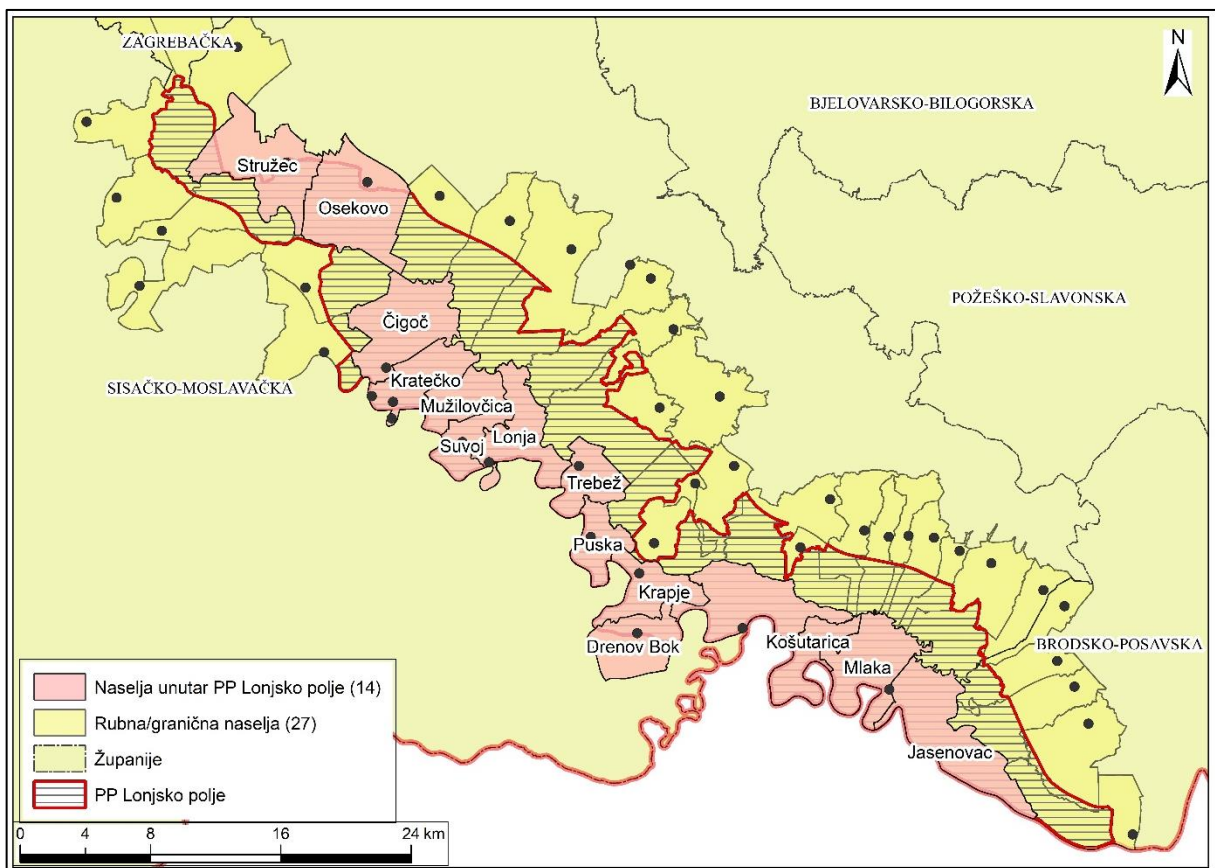 ZAGREBAČKA
N
BJELOVARSKO-BILOGORSKA
Stružec
Osekovo
POŽEŠKO-SLAVONSKA
Čigoč
SISAČKO-MOSLAVAČKA
Kratečko
Mužilovčica
Suvoj
Lonja
Trebež
Puska
Krapje
Drenov Bok
Košutarica
BRODSKO-POSAVSKA
Mlaka
Jasenovac
Naselja unutar PP Lonjsko polje (14)
Rubna/granična naselja (27)
Županije
PP Lonjsko polje
0 4 8 16 24 km